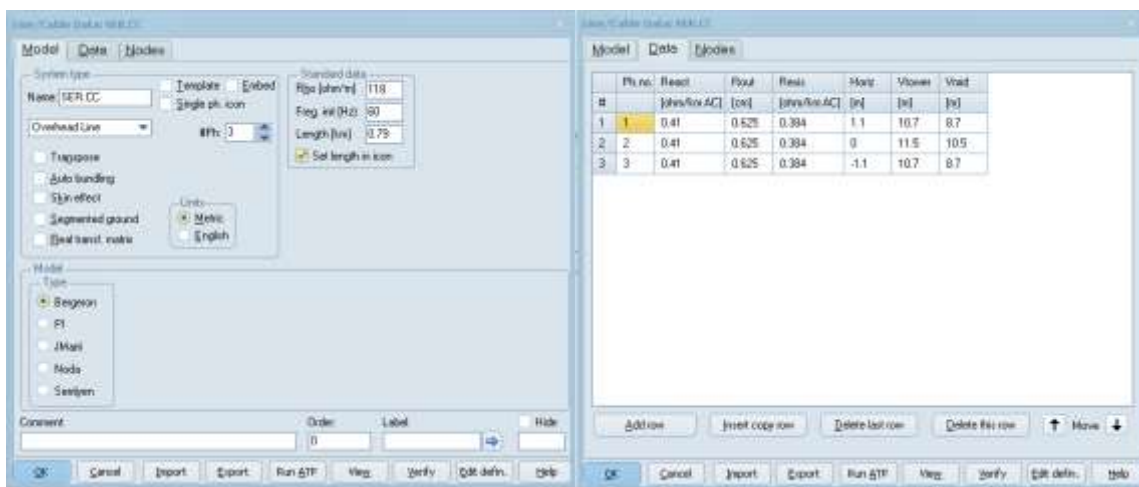 Line/Cable Data: SER.CC
Model Data Nodes
System type
Name: SER.CC
Template Embed
Single ph. icon
Overhead Line
#Ph: 3
Transpose
Auto bundling
Skin effect
Segmented ground
Real transf. matrix
Units
Metric
English
Standard data
Rho [ohm*m] 118
Freq. init [Hz] 60
Length [km] 0.79
Set length in icon
Model
Type
Bergeron
PI
JMarti
Noda
Semlyen
Comment: Order: Label: Hide
0
OK Cancel Import Export Run ATP View Verify Edit defin. Help
Model Data Nodes
Ph.no. React Rout Resis Horiz Vtower Vmid
# [ohm/km AC] [cm] [ohm/km AC] [m] [m] [m]
1 1 0.41 0.625 0.384 1.1 10.7 8.7
2 2 0.41 0.625 0.384 0 11.5 10.5
3 3 0.41 0.625 0.384 -1.1 10.7 8.7
Add row Insert copy row Delete last row Delete this row Move
OK Cancel Import Export Run ATP View Verify Edit defin. Help